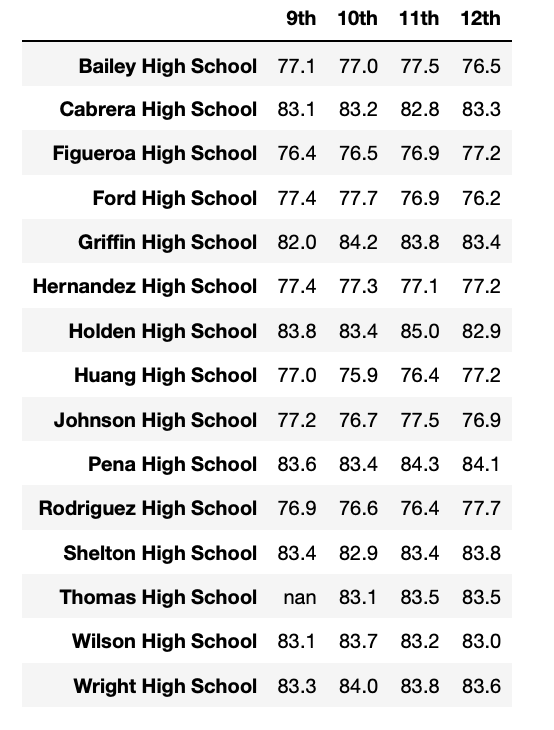 9th 10th 11th 12th
Bailey High School 77.1 77.0 77.5 76.5
Cabrera High School 83.1 83.2 82.8 83.3
Figueroa High School 76.4 76.5 76.9 77.2
Ford High School 77.4 77.7 76.9 76.2
Griffin High School 82.0 84.2 83.8 83.4
Hernandez High School 77.4 77.3 77.1 77.2
Holden High School 83.8 83.4 85.0 82.9
Huang High School 77.0 75.9 76.4 77.2
Johnson High School 77.2 76.7 77.5 76.9
Pena High School 83.6 83.4 84.3 84.1
Rodriguez High School 76.9 76.6 76.4 77.7
Shelton High School 83.4 82.9 83.4 83.8
Thomas High School nan 83.1 83.5 83.5
Wilson High School 83.1 83.7 83.2 83.0
Wright High School 83.3 84.0 83.8 83.6